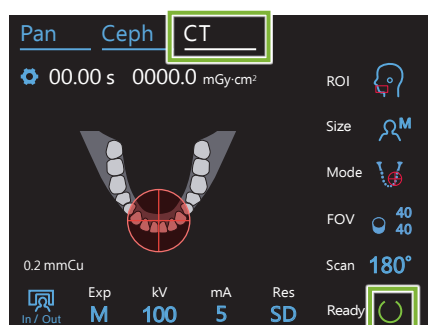 Pan Ceph CT
00.00 s 0000.0 mGy·cm²
ROI
Size M
Mode
FOV 40 40
0.2 mmCu
Scan 180°
In / Out
Exp kV mA Res
M 100 5 SD
Ready